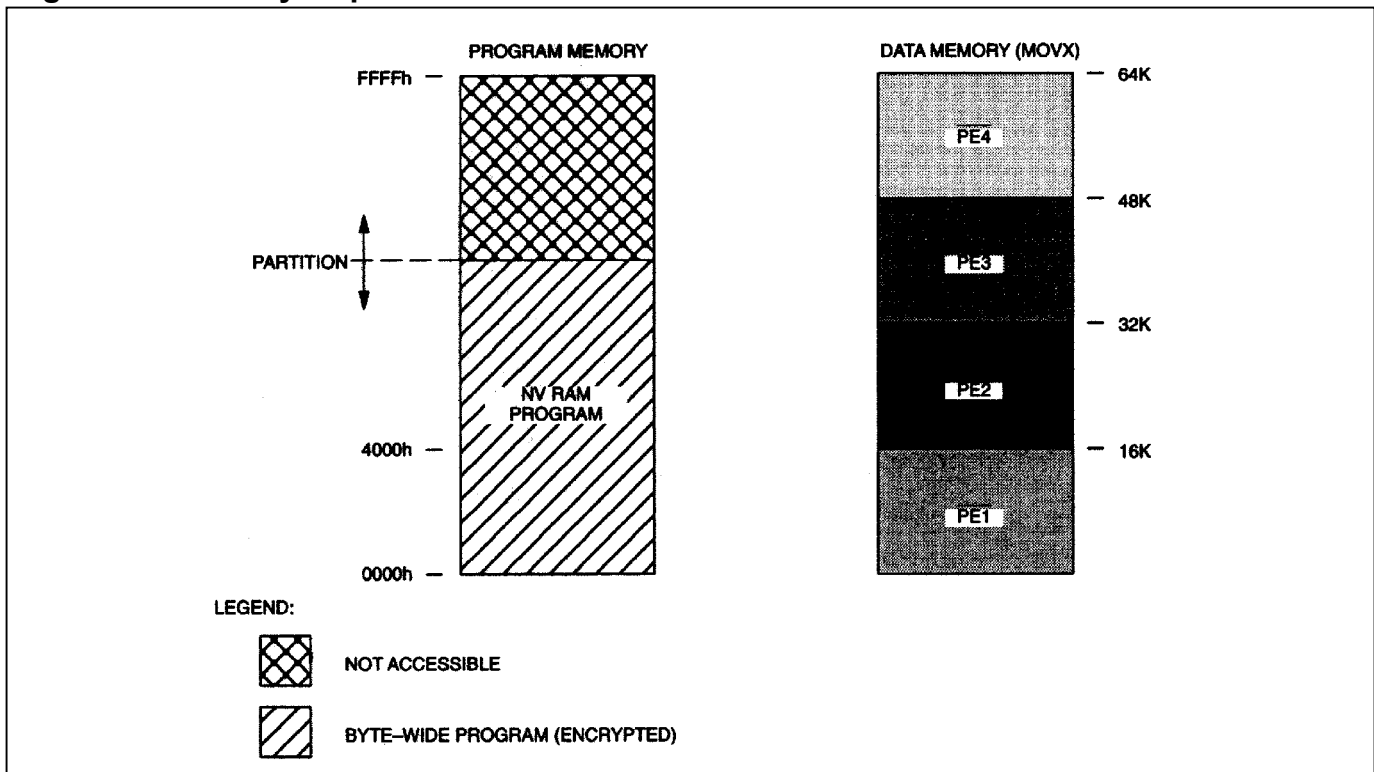 PROGRAM MEMORY
FFFFh
PARTITION
NV RAM
PROGRAM
4000h
0000h
DATA MEMORY (MOVX)
64K
PE4
48K
PE3
32K
PE2
16K
PE1
LEGEND:
NOT ACCESSIBLE
BYTE–WIDE PROGRAM (ENCRYPTED)